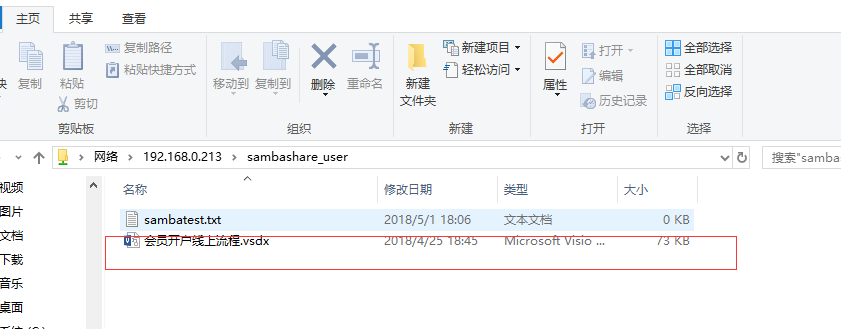 主页 共享 查看
复制 粘贴 复制路径 粘贴快捷方式 剪切
移动到 复制到 删除 重命名
新建 文件夹 新建项目 轻松访问
属性 打开 编辑 历史记录
全部选择 全部取消 反向选择
剪贴板 组织 新建 打开 选择
网络 192.168.0.213 sambashare_user
名称 修改日期 类型 大小
sambatest.txt 2018/5/1 18:06 文本文档 0 KB
会员开户线上流程.vsdx 2018/4/25 18:45 Microsoft Visio ... 73 KB
视频
图片
文档
下载
音乐
桌面